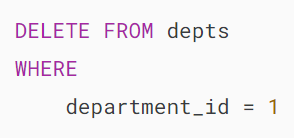 DELETE FROM depts
WHERE
    department_id = 1